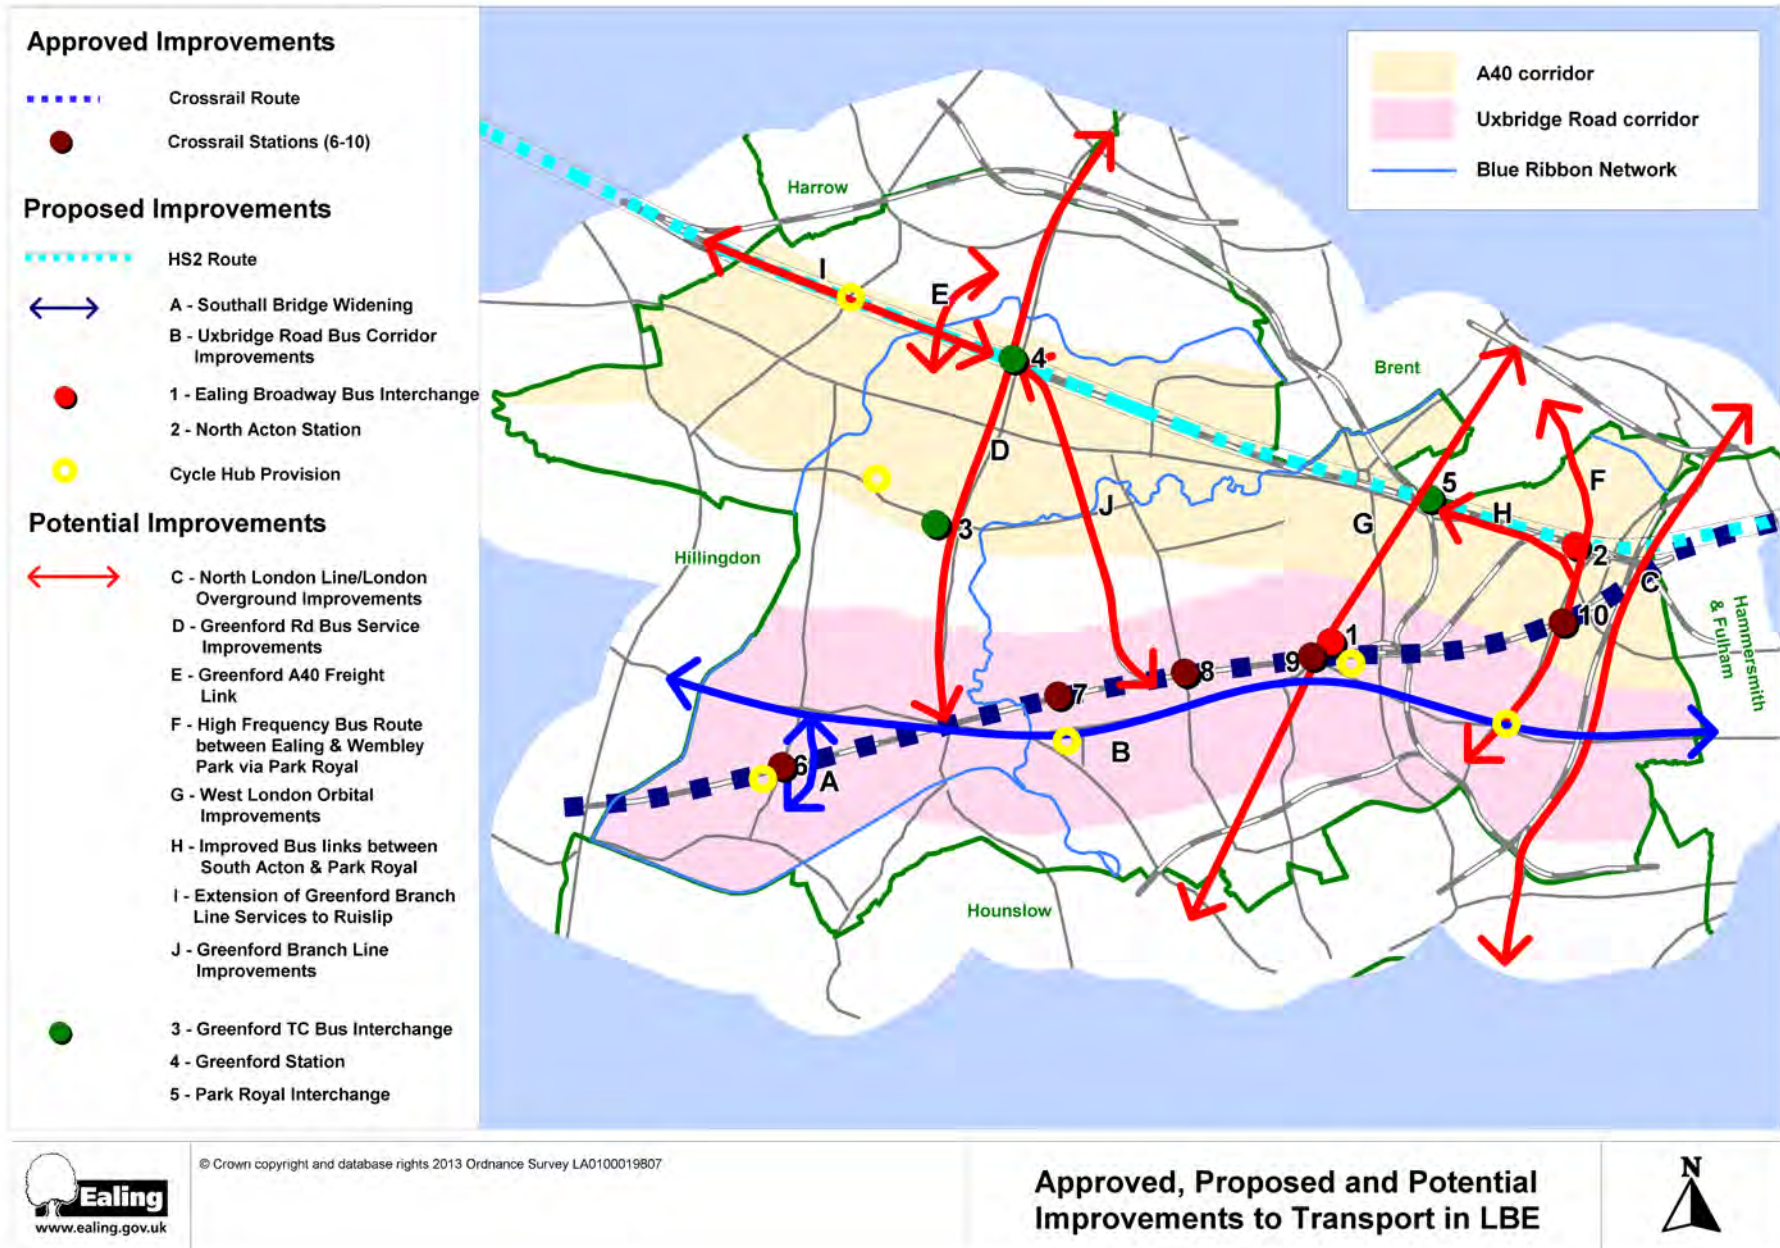 Approved Improvements
Crossrail Route
Crossrail Stations (6-10)
Proposed Improvements
HS2 Route
A - Southall Bridge Widening
B - Uxbridge Road Bus Corridor
Improvements
1 - Ealing Broadway Bus Interchange
2 - North Acton Station
Cycle Hub Provision
Potential Improvements
C - North London Line/London
Overground Improvements
D - Greenford Rd Bus Service
Improvements
E - Greenford A40 Freight
Link
F - High Frequency Bus Route
between Ealing & Wembley
Park via Park Royal
G - West London Orbital
Improvements
H - Improved Bus links between
South Acton & Park Royal
I - Extension of Greenford Branch
Line Services to Ruislip
J - Greenford Branch Line
Improvements
3 - Greenford TC Bus Interchange
4 - Greenford Station
5 - Park Royal Interchange
A40 corridor
Uxbridge Road corridor
Blue Ribbon Network
Harrow
I
E
4
Brent
D
5
F
J
G
H
3
2
Hillingdon
C
10
Hammersmith
& Fulham
1
9
8
7
B
6
A
Hounslow
Ealing
www.ealing.gov.uk
© Crown copyright and database rights 2013 Ordnance Survey LA0100019807
Approved, Proposed and Potential
Improvements to Transport in LBE
N